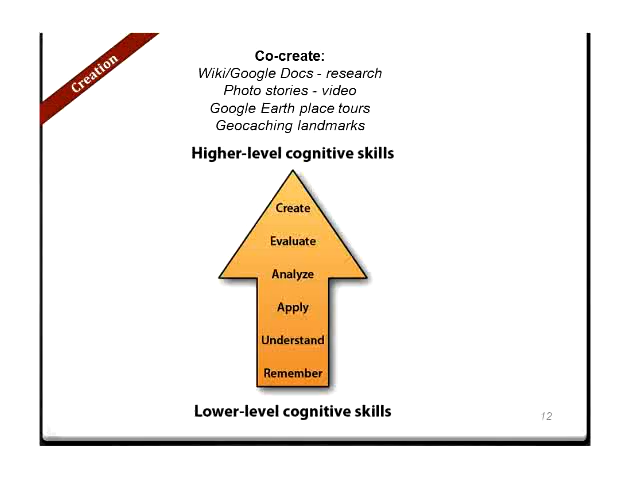 Creation
Co-create:
Wiki/Google Docs - research
Photo stories - video
Google Earth place tours
Geocaching landmarks
Higher-level cognitive skills
Create
Evaluate
Analyze
Apply
Understand
Remember
Lower-level cognitive skills
12